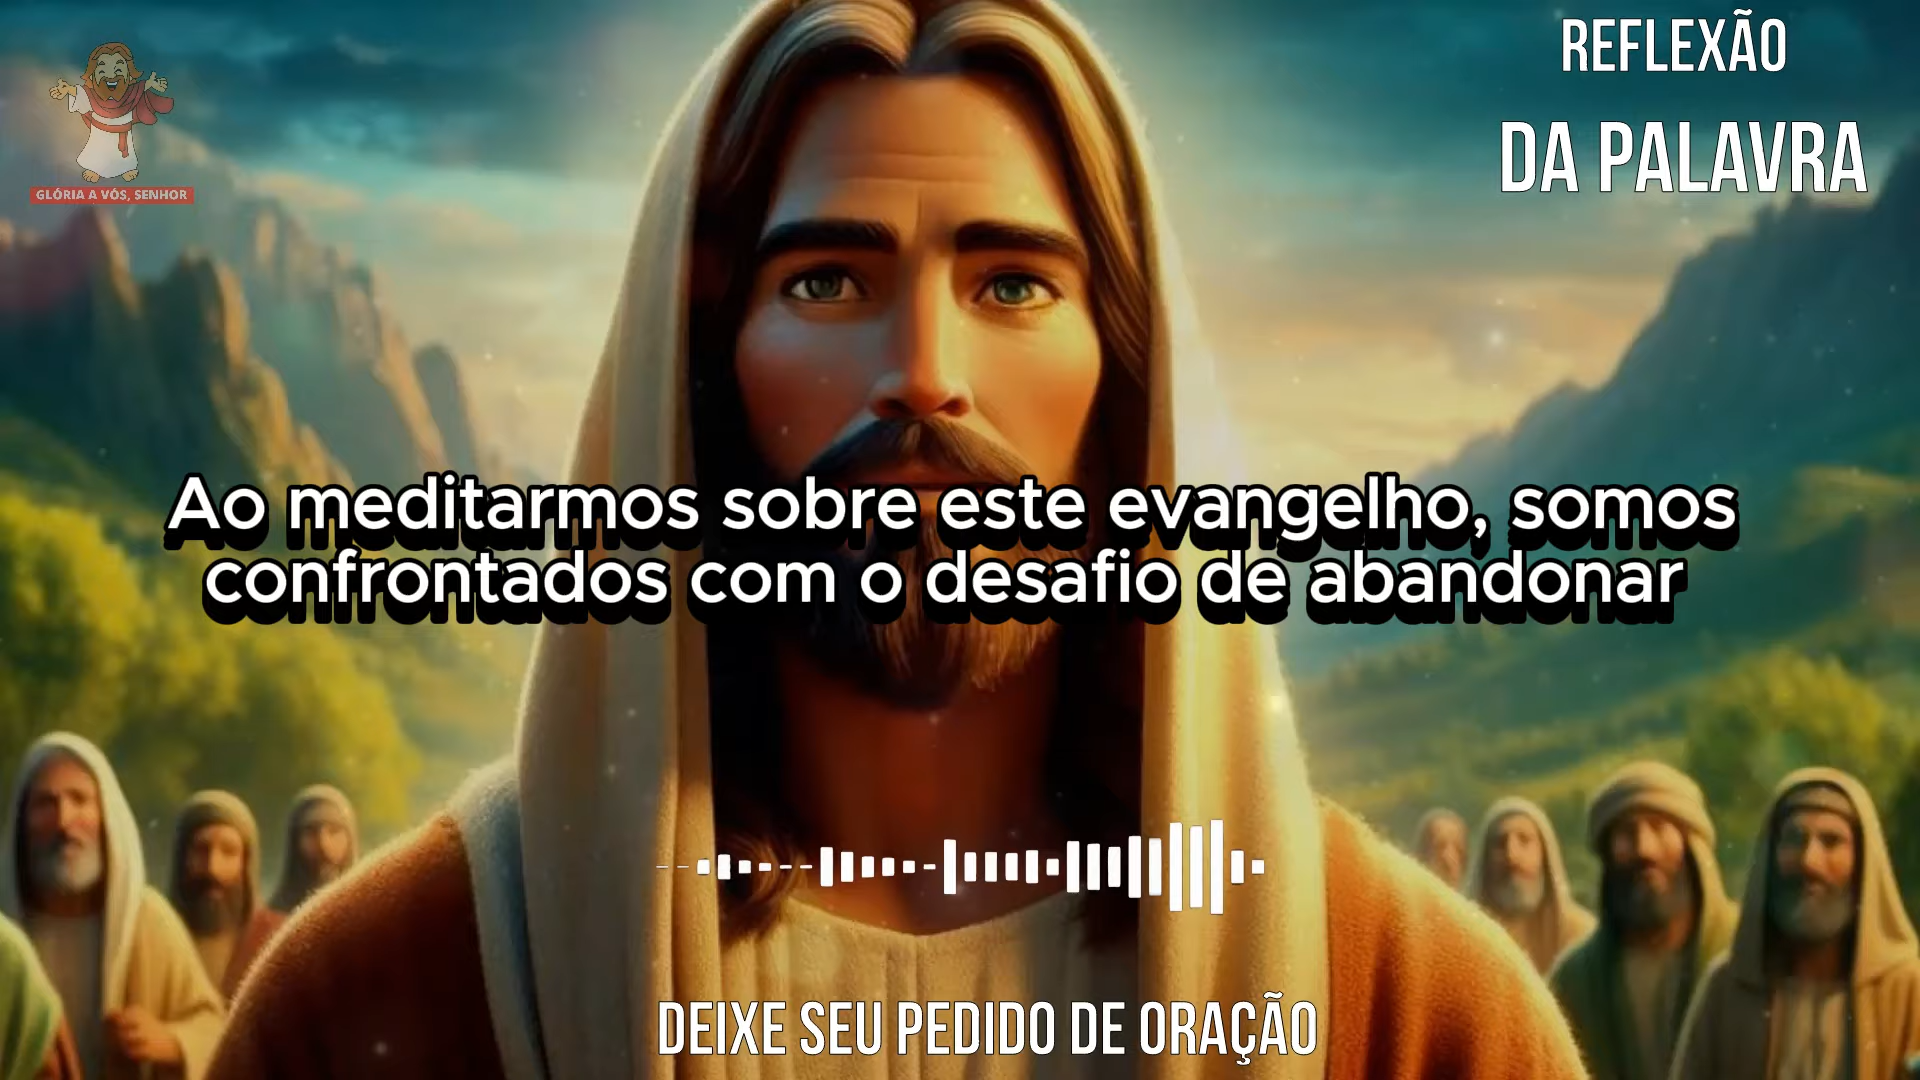 REFLEXÃO
DA PALAVRA
GLÓRIA A VÓS, SENHOR
Ao meditarmos sobre este evangelho, somos
confrontados com o desafio de abandonar
DEIXE SEU PEDIDO DE ORAÇÃO